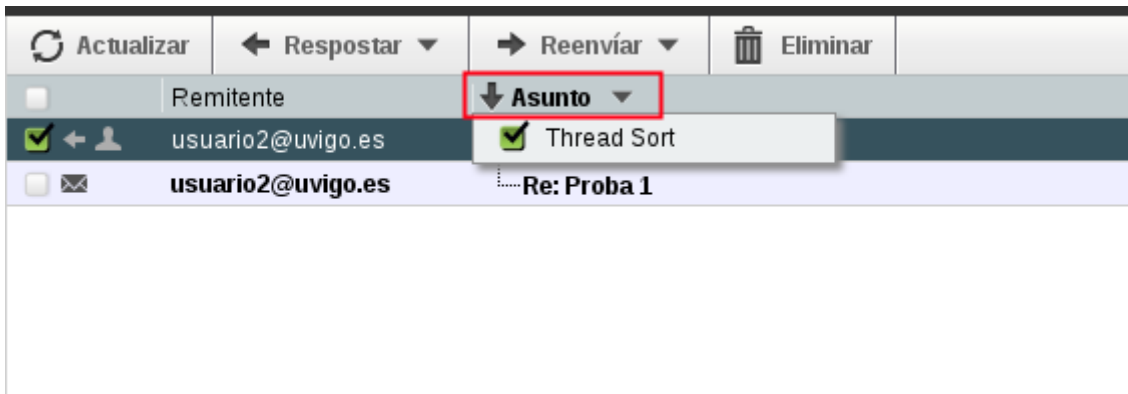 Actualizar Respostar Reenvíar Eliminar
Remitente Asunto
usuario2@uvigo.es Thread Sort
usuario2@uvigo.es Re: Proba 1